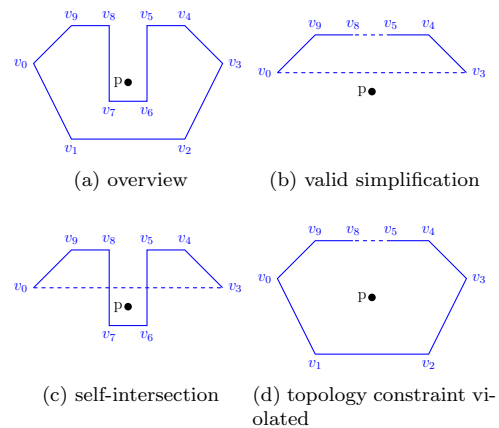 v9 v8 v5 v4
v0 p v3
v7 v6
v1 v2
(a) overview
v9 v8 v5 v4
v0 v3
p
(b) valid simplification
v9 v8 v5 v4
v0 v3
p
v7 v6
(c) self-intersection
v9 v8 v5 v4
v0 v3
p
v1 v2
(d) topology constraint vi-
olated